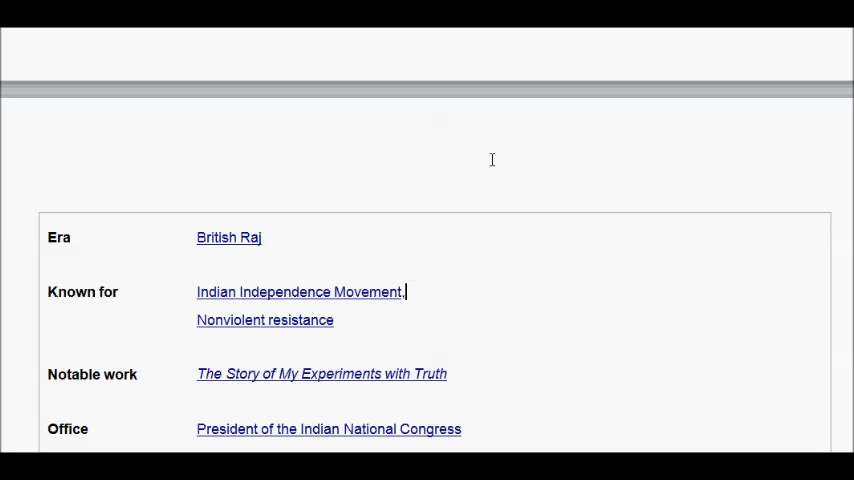 Era British Raj
Known for Indian Independence Movement,
Nonviolent resistance
Notable work The Story of My Experiments with Truth
Office President of the Indian National Congress